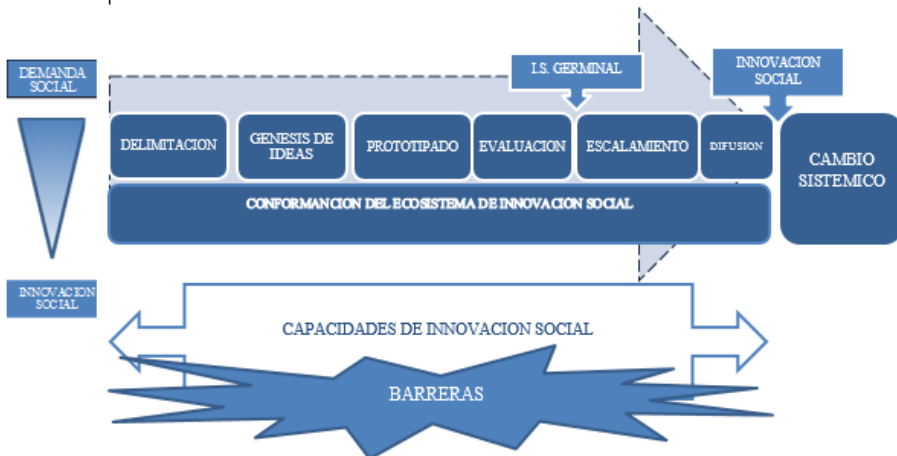 DEMANDA
SOCIAL
I.S. GERMINAL
INNOVACION
SOCIAL
DELIMITACION
GENESIS DE
IDEAS
PROTOTIPADO
EVALUACION
ESCALAMIENTO
DIFUSION
CAMBIO
SISTEMICO
CONFORMANCION DEL ECOSISTEMA DE INNOVACION SOCIAL
INNOVACION
SOCIAL
CAPACIDADES DE INNOVACION SOCIAL
BARRERAS